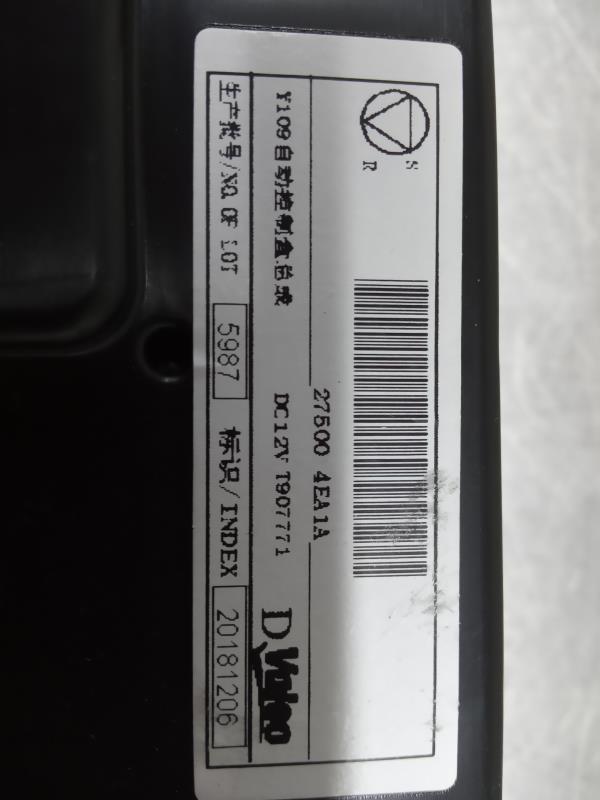 R S
27500 4EA1A
Y109自动控制盒总成 DC12V T907771 D Valeo
生产批号/NO. OF LOT 5987 标识/INDEX 20181206